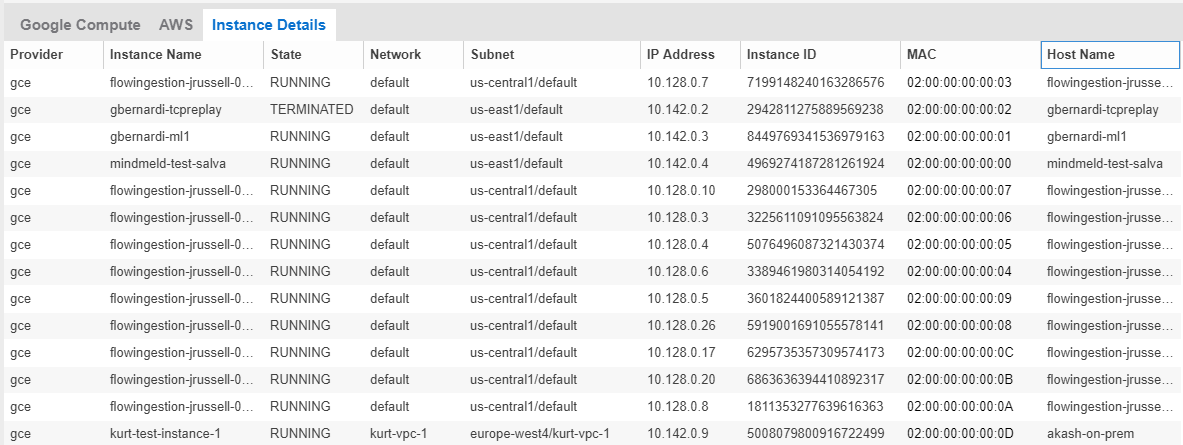 Google Compute AWS Instance Details
Provider Instance Name State Network Subnet IP Address Instance ID MAC Host Name
gce flowingestion-jrussell-0... RUNNING default us-central1/default 10.128.0.7 7199148240163286576 02:00:00:00:00:03 flowingestion-jrusse...
gce gbernardi-tcpreplay TERMINATED default us-east1/default 10.142.0.2 2942811275889569238 02:00:00:00:00:02 gbernardi-tcpreplay
gce gbernardi-ml1 RUNNING default us-east1/default 10.142.0.3 8449769341536979163 02:00:00:00:00:01 gbernardi-ml1
gce mindmeld-test-salva RUNNING default us-east1/default 10.142.0.4 4969274187281261924 02:00:00:00:00:00 mindmeld-test-salva
gce flowingestion-jrussell-0... RUNNING default us-central1/default 10.128.0.10 298000153364467305 02:00:00:00:00:07 flowingestion-jrusse...
gce flowingestion-jrussell-0... RUNNING default us-central1/default 10.128.0.3 3225611091095563824 02:00:00:00:00:06 flowingestion-jrusse...
gce flowingestion-jrussell-0... RUNNING default us-central1/default 10.128.0.4 5076496087321430374 02:00:00:00:00:05 flowingestion-jrusse...
gce flowingestion-jrussell-0... RUNNING default us-central1/default 10.128.0.6 3389461980314054192 02:00:00:00:00:04 flowingestion-jrusse...
gce flowingestion-jrussell-0... RUNNING default us-central1/default 10.128.0.5 3601824400589121387 02:00:00:00:00:09 flowingestion-jrusse...
gce flowingestion-jrussell-0... RUNNING default us-central1/default 10.128.0.26 5919001691055578141 02:00:00:00:00:08 flowingestion-jrusse...
gce flowingestion-jrussell-0... RUNNING default us-central1/default 10.128.0.17 6295735357309574173 02:00:00:00:00:0C flowingestion-jrusse...
gce flowingestion-jrussell-0... RUNNING default us-central1/default 10.128.0.20 6863636394410892317 02:00:00:00:00:0B flowingestion-jrusse...
gce flowingestion-jrussell-0... RUNNING default us-central1/default 10.128.0.8 1811353277639616363 02:00:00:00:00:0A flowingestion-jrusse...
gce kurt-test-instance-1 RUNNING kurt-vpc-1 europe-west4/kurt-vpc-1 10.142.0.9 5008079800916722499 02:00:00:00:00:0D akash-on-prem